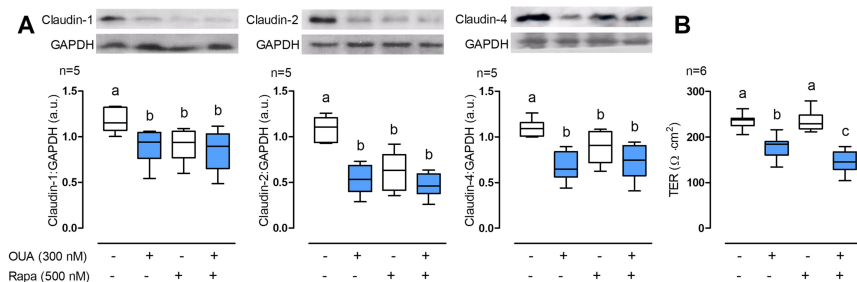 A
Claudin-1
GAPDH
Claudin-2
GAPDH
Claudin-4
GAPDH
B
n=5
n=5
n=5
n=6
Claudin-1:GAPDH (a.u.)
1.5
1.0
0.5
0.0
a
b
b
b
Claudin-2:GAPDH (a.u.)
1.5
1.0
0.5
0.0
a
b
b
b
Claudin-4:GAPDH (a.u.)
1.5
1.0
0.5
0.0
a
b
b
b
TER (Ω ·cm2)
300
200
100
0
a
b
a
c
OUA (300 nM) - + - + - + - + - + - + - + - +
Rapa (500 nM) - - + + - - + + - - + + - - + +